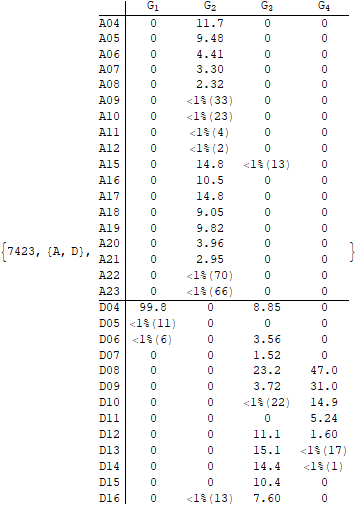 G1 G2 G3 G4
A04 0 11.7 0 0
A05 0 9.48 0 0
A06 0 4.41 0 0
A07 0 3.30 0 0
A08 0 2.32 0 0
A09 0 <1%(33) 0 0
A10 0 <1%(23) 0 0
A11 0 <1%(4) 0 0
A12 0 <1%(2) 0 0
A15 0 14.8 <1%(13) 0
A16 0 10.5 0 0
A17 0 14.8 0 0
A18 0 9.05 0 0
A19 0 9.82 0 0
{7423, {A, D}, A20 0 3.96 0 0 }
A21 0 2.95 0 0
A22 0 <1%(70) 0 0
A23 0 <1%(66) 0 0
D04 99.8 0 8.85 0
D05 <1%(11) 0 0 0
D06 <1%(6) 0 3.56 0
D07 0 0 1.52 0
D08 0 0 23.2 47.0
D09 0 0 3.72 31.0
D10 0 0 <1%(22) 14.9
D11 0 0 0 5.24
D12 0 0 11.1 1.60
D13 0 0 15.1 <1%(17)
D14 0 0 14.4 <1%(1)
D15 0 0 10.4 0
D16 0 <1%(13) 7.60 0